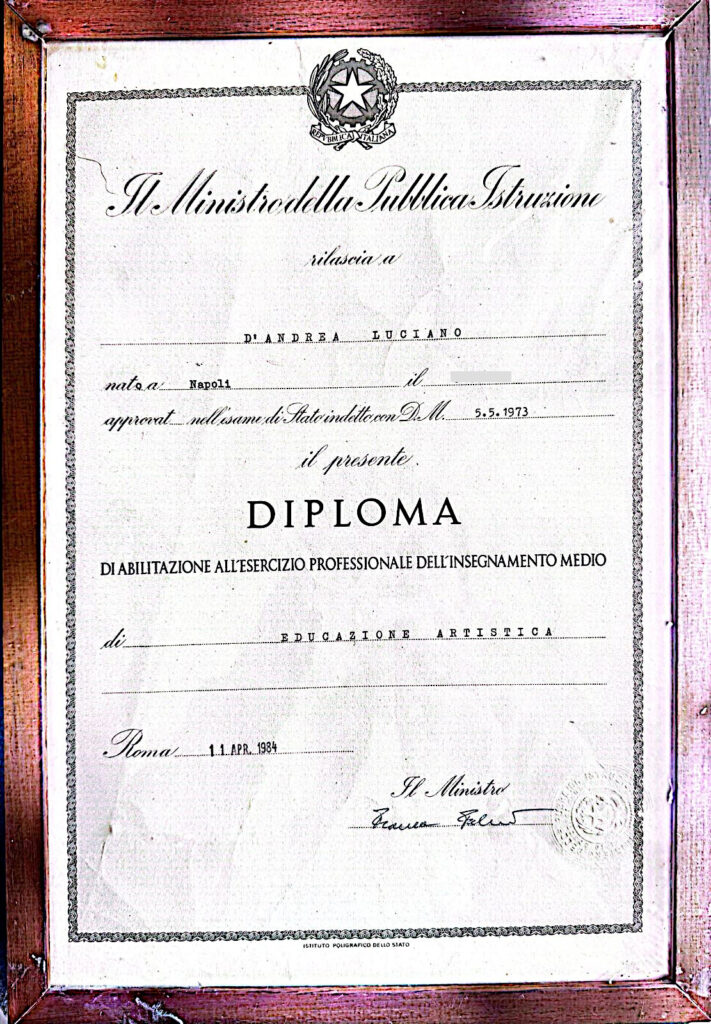 REPUBBLICA ITALIANA
Il Ministro della Pubblica Istruzione
rilascia a
D'ANDREA LUCIANO
nato a Napoli il
approvat nell'esame di Stato indetto con D.M. 5.5.1973
il presente
DIPLOMA
DI ABILITAZIONE ALL'ESERCIZIO PROFESSIONALE DELL'INSEGNAMENTO MEDIO
di EDUCAZIONE ARTISTICA
Roma 11 APR. 1984
Il Ministro
ISTITUTO POLIGRAFICO DELLO STATO